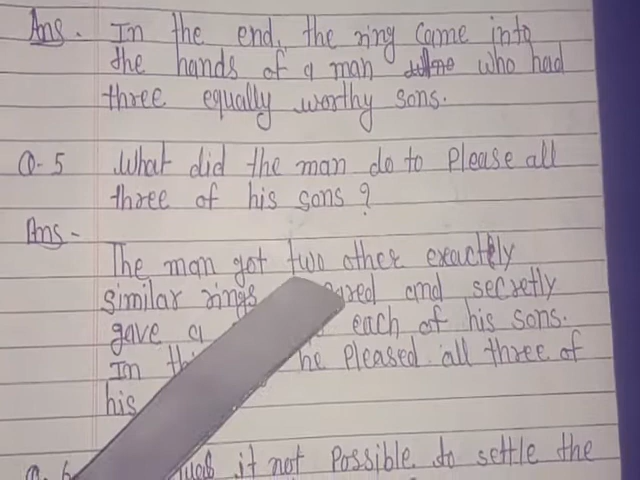 Ans. In the end, the ring came into
the hands of a man who had
three equally worthy sons.
Q. 5 What did the man do to Please all
three of his sons ?
Ans - The man got two other exactly
similar rings and secretly
gave a each of his sons.
In he Pleased all three of
his
it not Possible to settle the